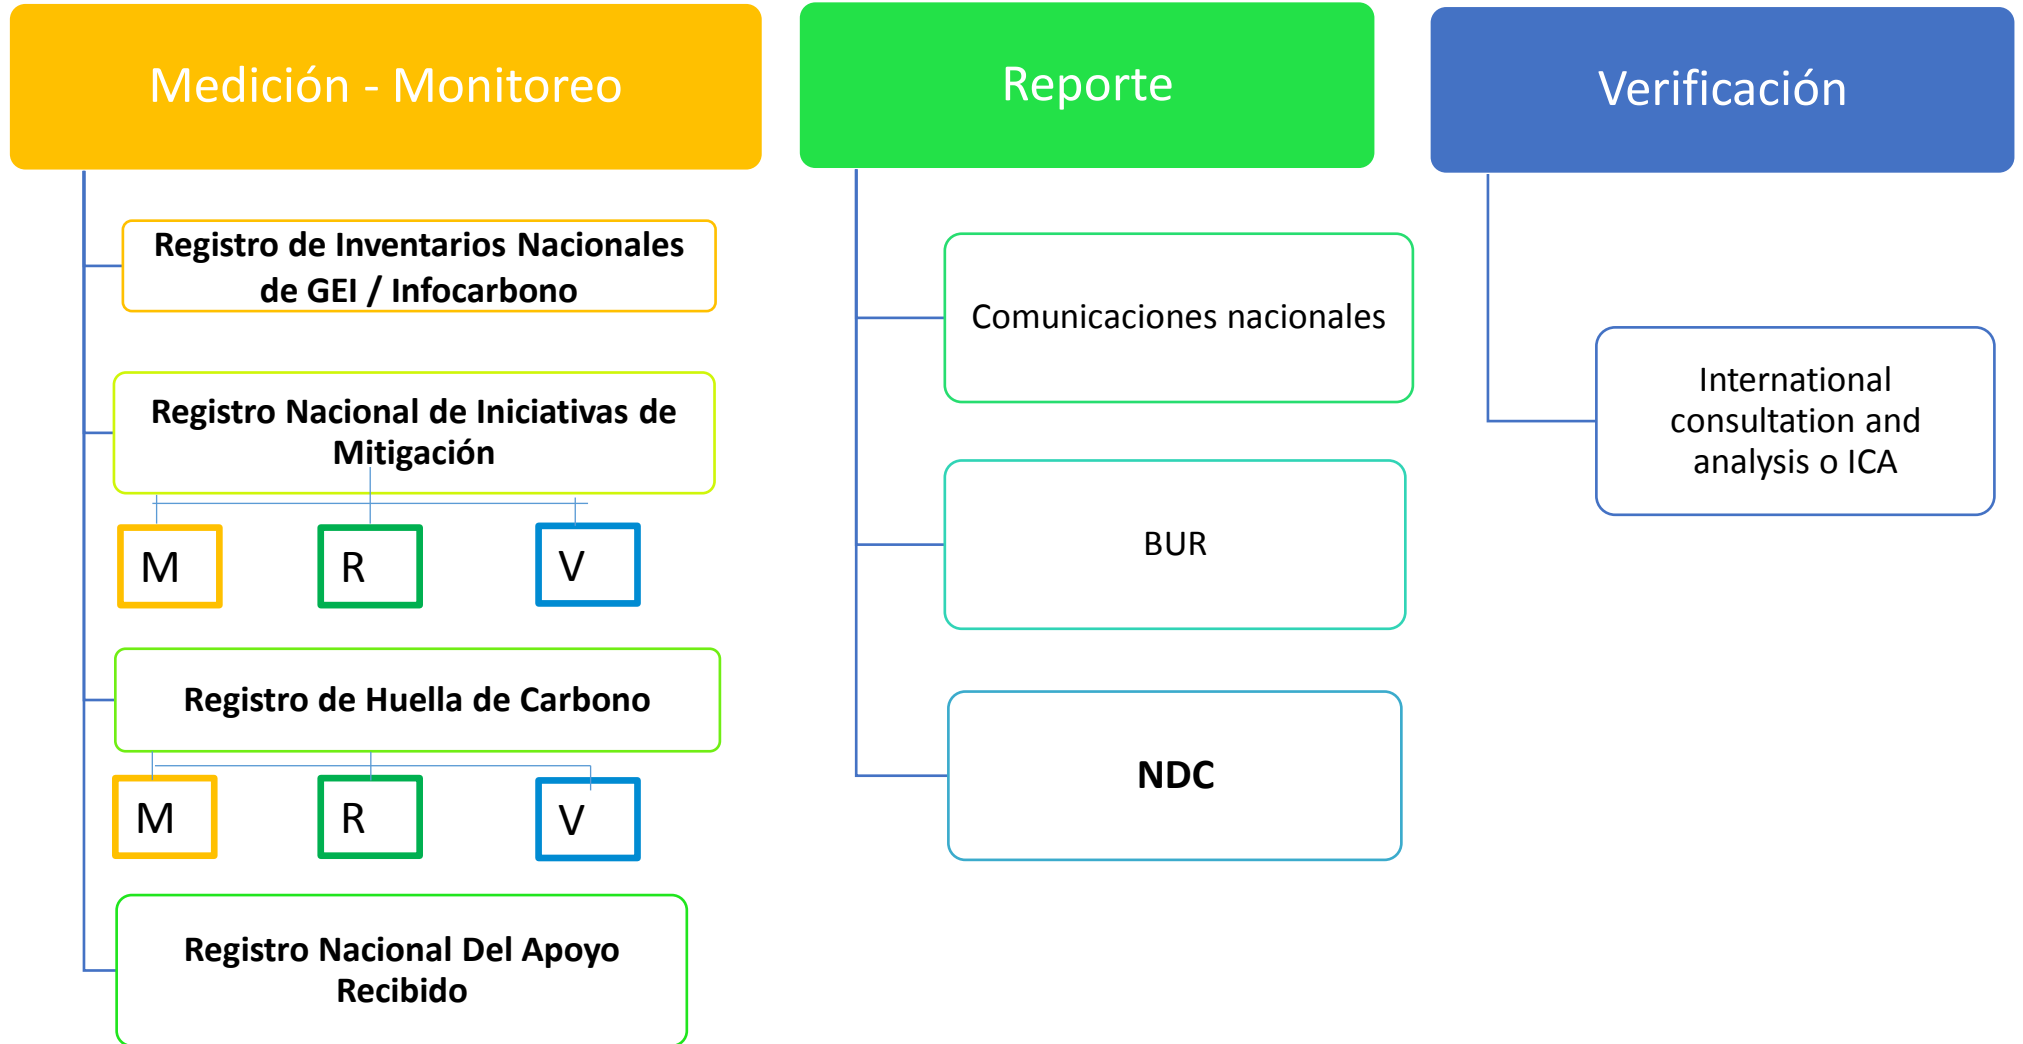 Medición - Monitoreo
Registro de Inventarios Nacionales
de GEI / Infocarbono
Registro Nacional de Iniciativas de
Mitigación
M
R
V
Registro de Huella de Carbono
M
R
V
Registro Nacional Del Apoyo
Recibido
Reporte
Comunicaciones nacionales
BUR
NDC
Verificación
International
consultation and
analysis o ICA